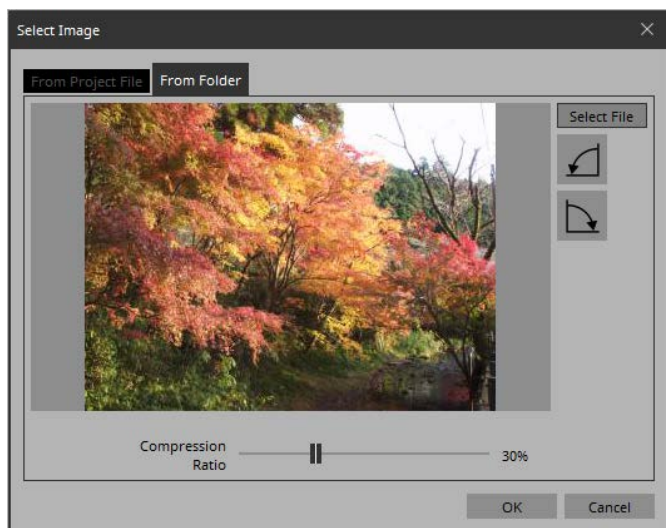 Select Image
From Project File
From Folder
Select File
Compression
Ratio
30%
OK
Cancel